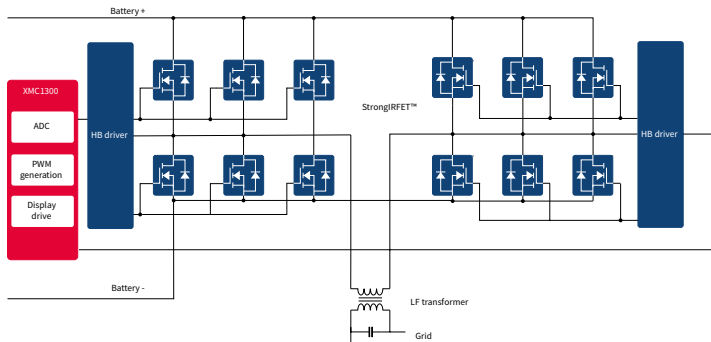 Battery +
XMC1300
ADC
PWM
generation
Display
drive
HB driver
StrongIRFET™
HB driver
Battery -
LF transformer
Grid